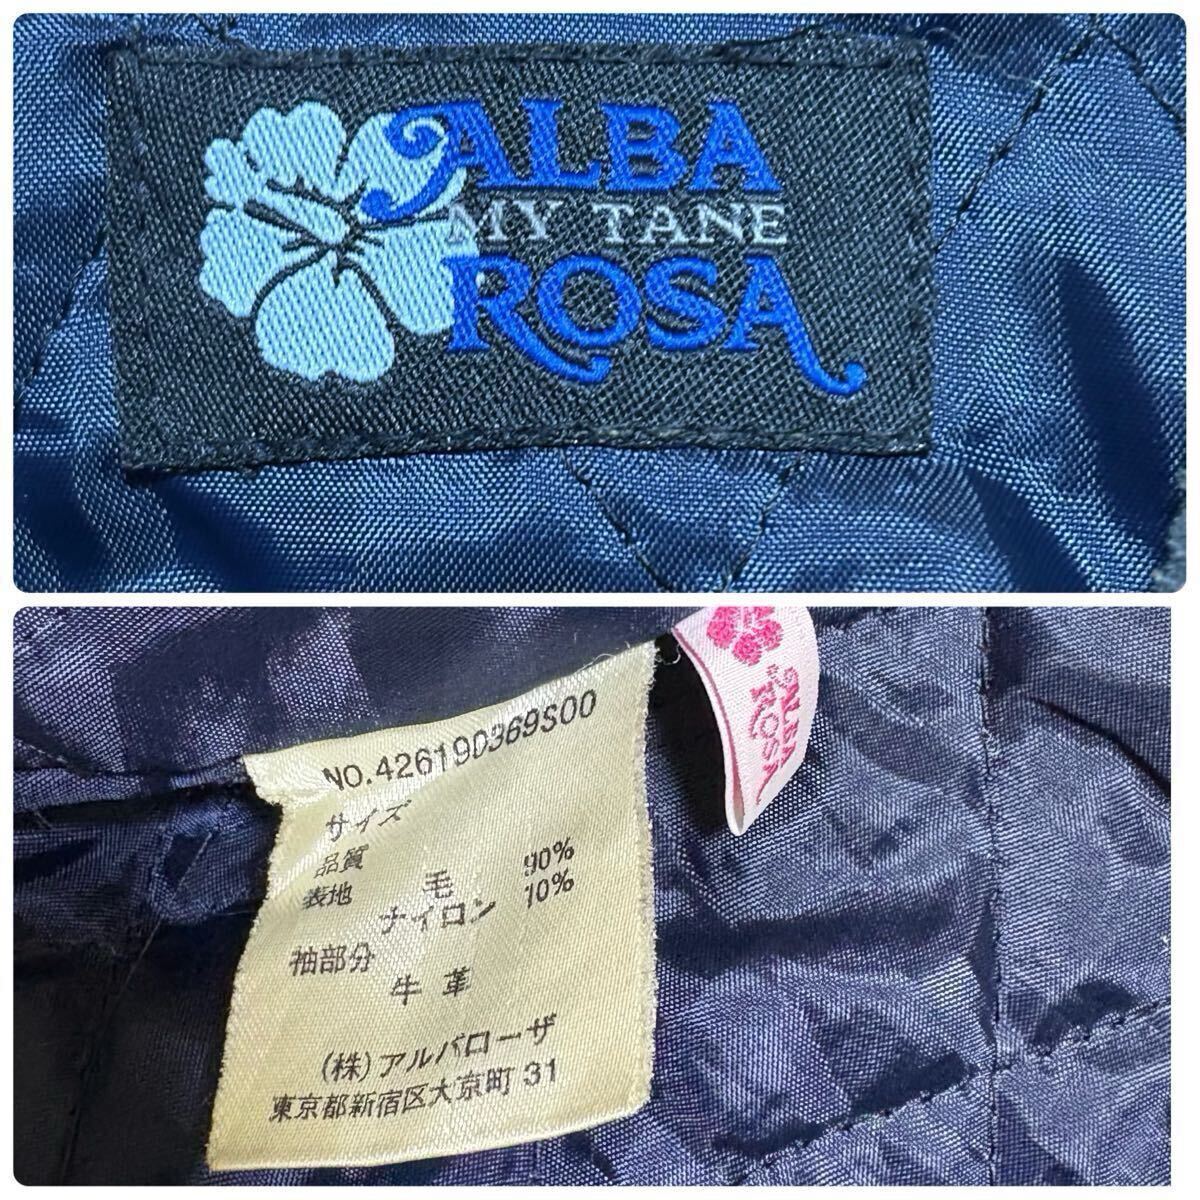 ALBA
MY TANE
ROSA
NO.426190369S00
サイズ
品質
表地 毛 90%
ナイロン 10%
袖部分
牛革
(株)アルバローザ
東京都新宿区大京町31
ALBA
ROSA